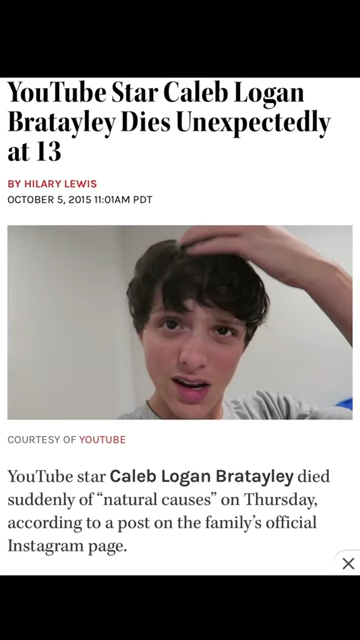 YouTube Star Caleb Logan
Bratayley Dies Unexpectedly
at 13
BY HILARY LEWIS
OCTOBER 5, 2015 11:01AM PDT
COURTESY OF YOUTUBE
YouTube star Caleb Logan Bratayley died
suddenly of “natural causes” on Thursday,
according to a post on the family’s official
Instagram page.